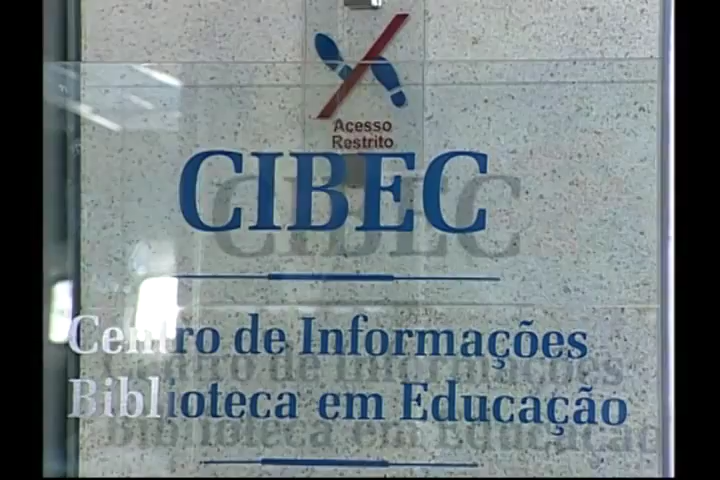 Acesso
Restrito
CIBEC
Centro de Informações
Biblioteca em Educação